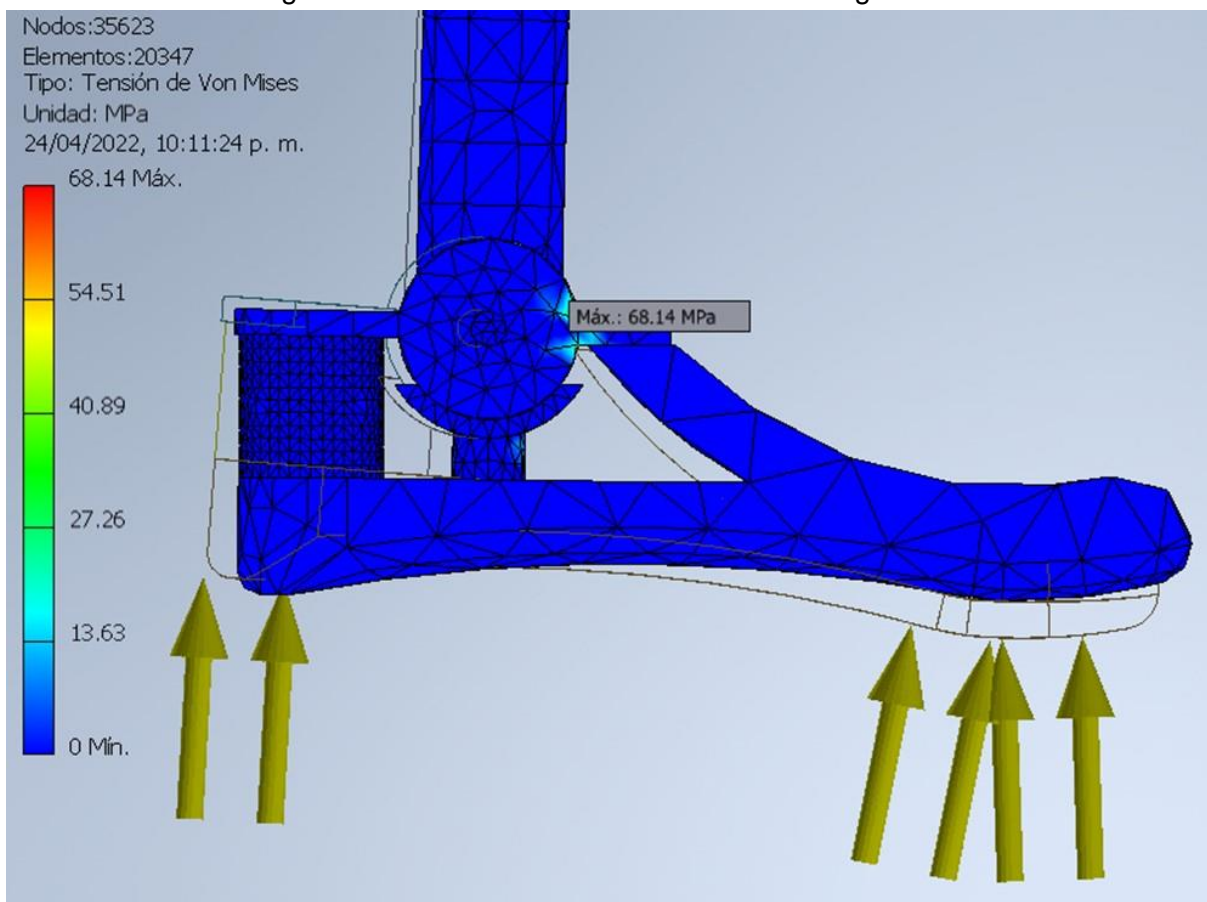 Nodos:35623
Elementos:20347
Tipo: Tensión de Von Mises
Unidad: MPa
24/04/2022, 10:11:24 p. m.
68.14 Máx.
54.51
Máx.: 68.14 MPa
40.89
27.26
13.63
0 Mín.